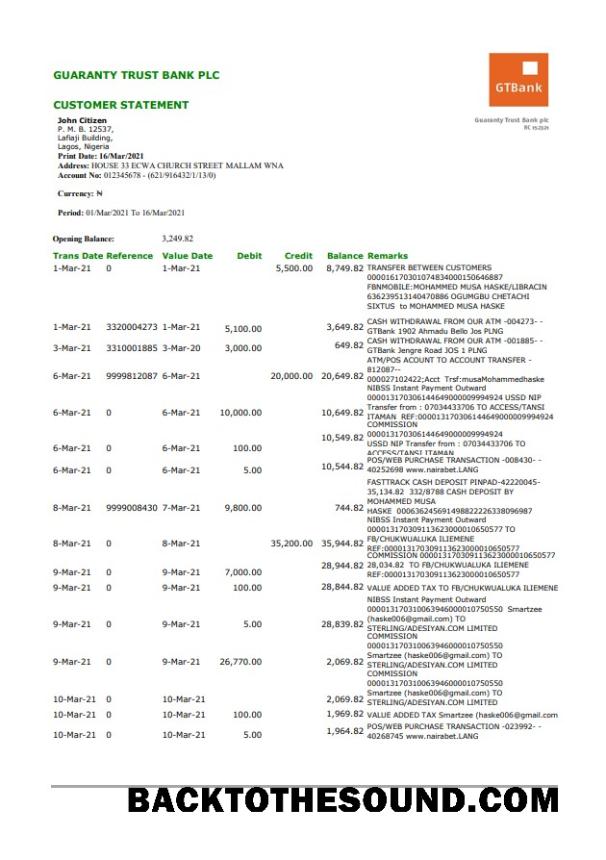 GUARANTY TRUST BANK PLC
GTBank
Guaranty Trust Bank plc
CUSTOMER STATEMENT
John Citizen
P. M. B. 12537,
Laflaji Building,
Lagos, Nigeria
Print Date: 16/Mar/2021
Address: HOUSE 33 ECWA CHURCH STREET MALLAM WNA
Account No: 012345678 - (621/916432/1/13/0)
Currency: ₦
Period: 01/Mar/2021 To 16/Mar/2021
Opening Balance: 3,249.82
Trans Date Reference Value Date Debit Credit Balance Remarks
1-Mar-21 0 1-Mar-21 5,500.00 8,749.82 TRANSFER BETWEEN CUSTOMERS
000016170301074834000150646887
FBNMOBILE:MOHAMMED MUSA HASKE/LIBRACIN
636239513140470886 OGUMGBU CHETACHI
SIXTUS to MOHAMMED MUSA HASKE
1-Mar-21 3320004273 1-Mar-21 5,100.00 3,649.82 CASH WITHDRAWAL FROM OUR ATM -004273- -
GTBank 1902 Ahmadu Bello Jos PLNG
3-Mar-21 3310001885 3-Mar-20 3,000.00 649.82 CASH WITHDRAWAL FROM OUR ATM -001885- -
GTBank Jengre Road JOS 1 PLNG
ATM/POS ACOUNT TO ACCOUNT TRANSFER -
812087--
6-Mar-21 9999812087 6-Mar-21 20,000.00 20,649.82 000027102422;Acct Trsf:musaMohammedhaske
NIBSS Instant Payment Outward
000013170306144649000009994924 USSD NIP
6-Mar-21 0 6-Mar-21 10,000.00 10,649.82 Transfer from : 07034433706 TO ACCESS/TANSI
ITAMAN REF:000013170306144649000009994924
COMMISSION
10,549.82 000013170306144649000009994924
6-Mar-21 0 6-Mar-21 100.00 USSD NIP Transfer from : 07034433706 TO
ACCESS/TANSI ITAMAN
6-Mar-21 0 6-Mar-21 5.00 10,544.82 POS/WEB PURCHASE TRANSACTION -008430- -
40252698 www.nairabet.LANG
FASTTRACK CASH DEPOSIT PINPAD-42220045-
35,134.82 332/8788 CASH DEPOSIT BY
MOHAMMED MUSA
8-Mar-21 9999008430 7-Mar-21 9,800.00 744.82 HASKE 00063624569149882222633809 6987
NIBSS Instant Payment Outward
000013170309113623000010650577 TO
8-Mar-21 0 8-Mar-21 35,200.00 35,944.82 FB/CHUKWUALUKA ILIEMENE
REF:000013170309113623000010650577
COMMISSION 000013170309113623000010650577
9-Mar-21 0 9-Mar-21 7,000.00 28,944.82 28,034.82 TO FB/CHUKWUALUKA ILIEMENE
REF:000013170309113623000010650577
9-Mar-21 0 9-Mar-21 100.00 28,844.82 VALUE ADDED TAX TO FB/CHUKWUALUKA ILIEMENE
NIBSS Instant Payment Outward
000013170310063946000010750550 Smartzee
(haske006@gmail.com) TO
9-Mar-21 0 9-Mar-21 5.00 28,839.82 STERLING/ADESIYAN.COM LIMITED
COMMISSION
000013170310063946000010750550
9-Mar-21 0 9-Mar-21 26,770.00 2,069.82 Smartzee (haske006@gmail.com) TO
STERLING/ADESIYAN.COM LIMITED
COMMISSION
000013170310063946000010750550
Smartzee (haske006@gmail.com) TO
10-Mar-21 0 10-Mar-21 2,069.82 STERLING/ADESIYAN.COM LIMITED
10-Mar-21 0 10-Mar-21 100.00 1,969.82 VALUE ADDED TAX Smartzee (haske006@gmail.com
10-Mar-21 0 10-Mar-21 5.00 1,964.82 POS/WEB PURCHASE TRANSACTION -023992- -
40268745 www.nairabet.LANG
BACKTOTHESOUND.COM